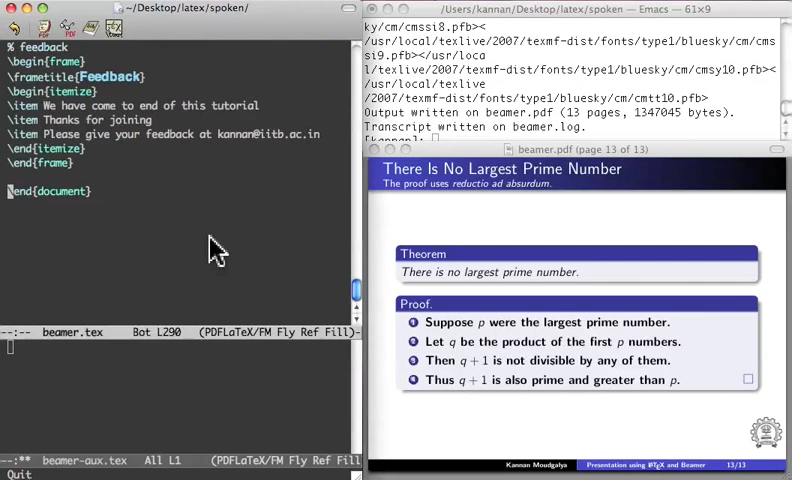 ~/Desktop/latex/spoken/
% feedback
\begin{frame}
\frametitle{Feedback}
\begin{itemize}
\item We have come to end of this tutorial
\item Thanks for joining
\item Please give your feedback at kannan@iitb.ac.in
\end{itemize}
\end{frame}
\end{document}
--:-- beamer.tex Bot L290 (PDFLaTeX/FM Fly Ref Fill)-
--:** beamer-aux.tex All L1 (PDFLaTeX/FM Fly Ref Fill
Quit
/Users/kannan/Desktop/latex/spoken — Emacs — 61×9
ky/cm/cmssi8.pfb><
/usr/local/texlive/2007/texmf-dist/fonts/type1/bluesky/cm/cms
si9.pfb></usr/loca
l/texlive/2007/texmf-dist/fonts/type1/bluesky/cm/cmsy10.pfb><
/usr/local/texlive
/2007/texmf-dist/fonts/type1/bluesky/cm/cmtt10.pfb>
Output written on beamer.pdf (13 pages, 1347045 bytes).
Transcript written on beamer.log.
[kannan]:
beamer.pdf (page 13 of 13)
There Is No Largest Prime Number
The proof uses reductio ad absurdum.
Theorem
There is no largest prime number.
Proof.
1 Suppose p were the largest prime number.
2 Let q be the product of the first p numbers.
3 Then q + 1 is not divisible by any of them.
4 Thus q + 1 is also prime and greater than p.
Kannan Moudgalya Presentation using LATEX and Beamer 13/13